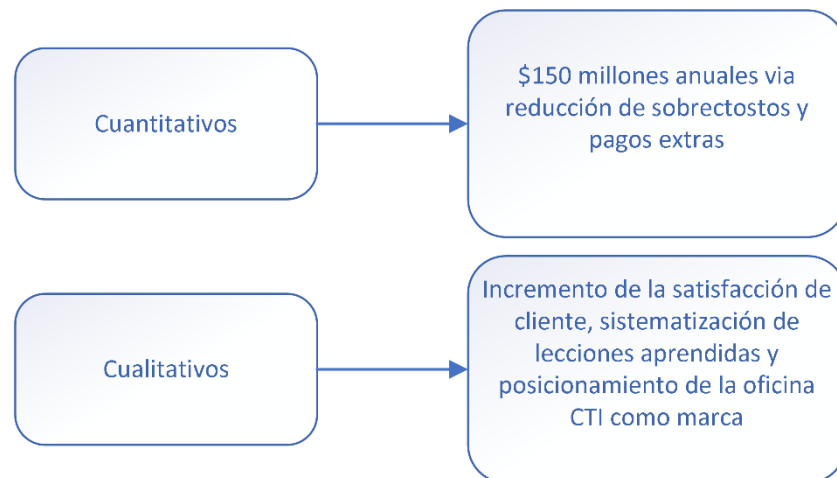 Cuantitativos
$150 millones anuales via
reducción de sobrectostos y
pagos extras
Cualitativos
Incremento de la satisfacción de
cliente, sistematización de
lecciones aprendidas y
posicionamiento de la oficina
CTI como marca